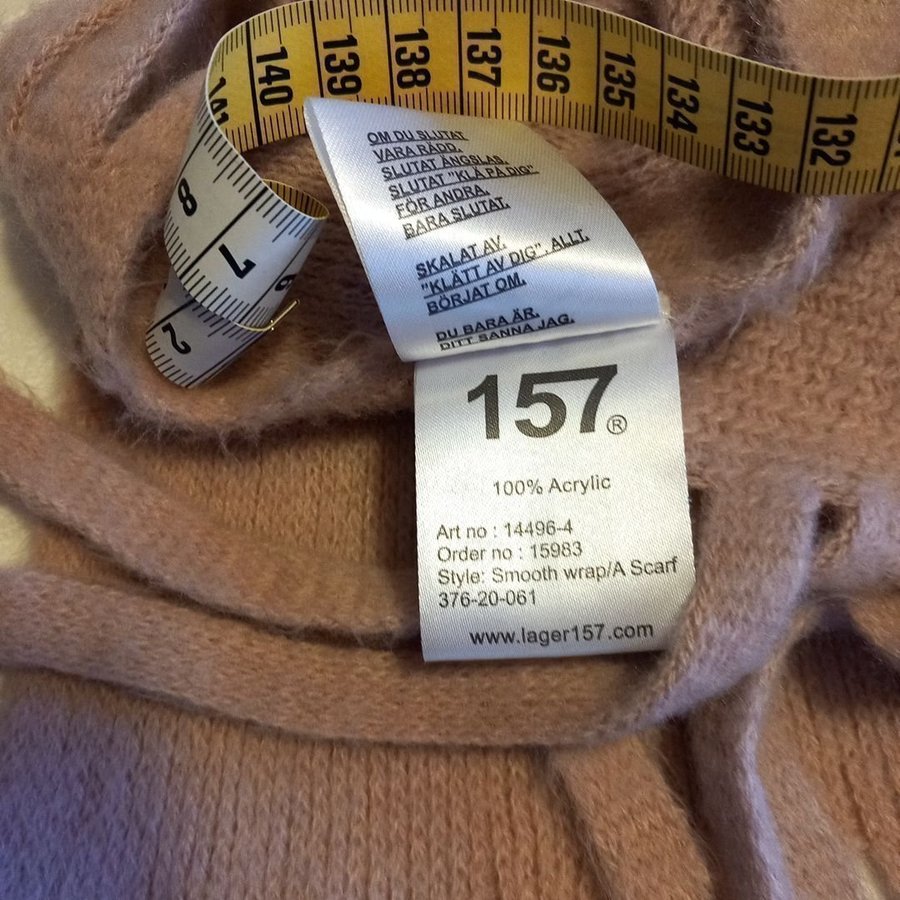 141 140 139 138 137 136 135 134 133 132
8 7 6
2
OM DU SLUTAT
VARA RÄDD.
SLUTAT ÄNGSLAS.
SLUTAT "KLÄ PÅ DIG"
FÖR ANDRA.
BARA SLUTAT.
SKALAT AV.
"KLÄTT AV DIG" ALLT.
BÖRJAT OM.
DU BARA ÄR.
DITT SANNA JAG.
157®
100% Acrylic
Art no : 14496-4
Order no : 15983
Style: Smooth wrap/A Scarf
376-20-061
www.lager157.com